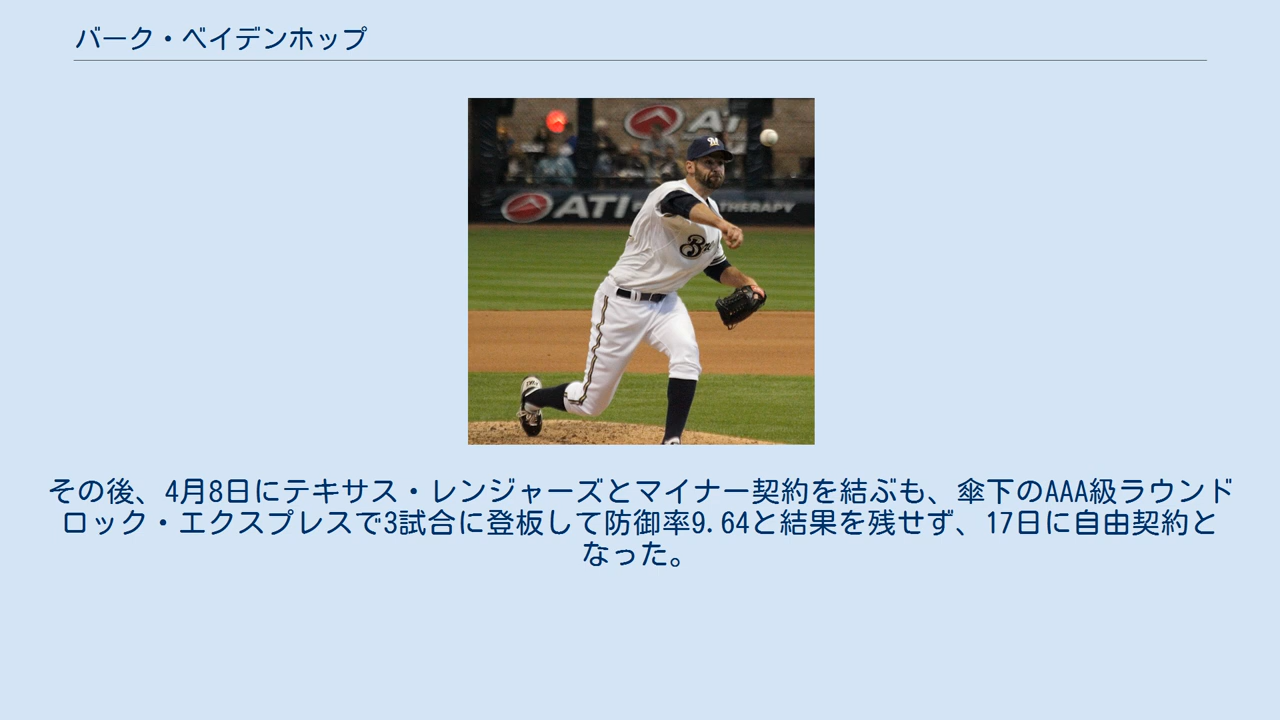 バーク・ベイデンホップ
ATI
ATI
THERAPY
その後、4月8日にテキサス・レンジャーズとマイナー契約を結ぶも、傘下のAAA級ラウンド
ロック・エクスプレスで3試合に登板して防御率9.64と結果を残せず、17日に自由契約と
なった。